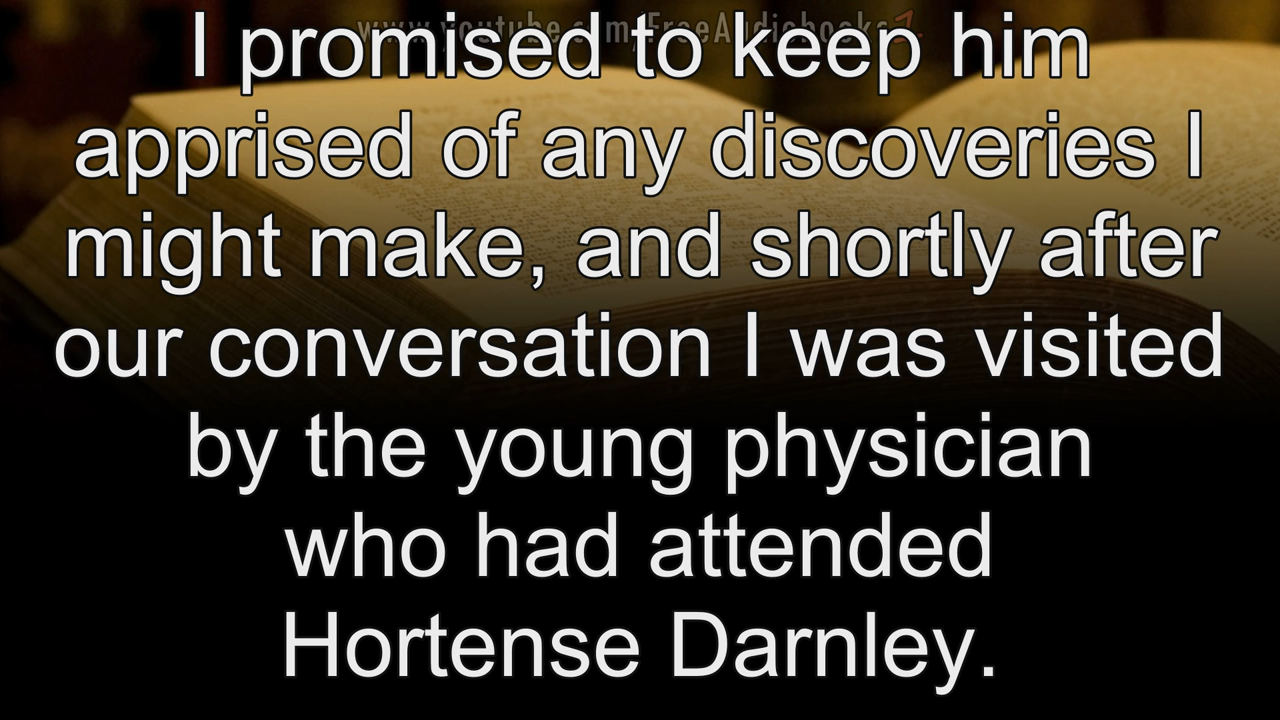 www.youtube.com/FreeAudiobooks7
I promised to keep him
apprised of any discoveries I
might make, and shortly after
our conversation I was visited
by the young physician
who had attended
Hortense Darnley.